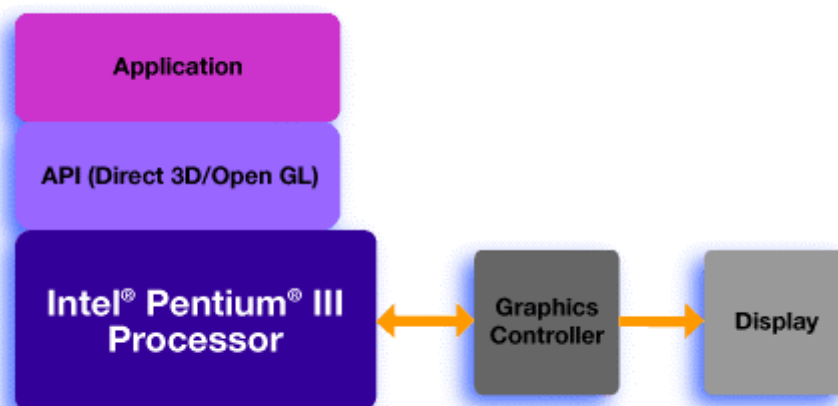 Application
API (Direct 3D/Open GL)
Intel® Pentium® III
Processor
Graphics
Controller
Display